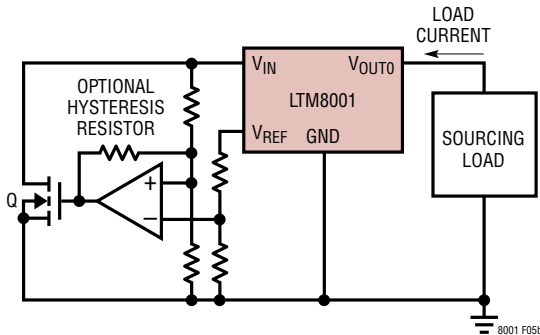 LOAD
CURRENT
OPTIONAL
HYSTERESIS
RESISTOR
VIN
VOUT0
LTM8001
VREF
GND
SOURCING
LOAD
Q
+
–
8001 F05b